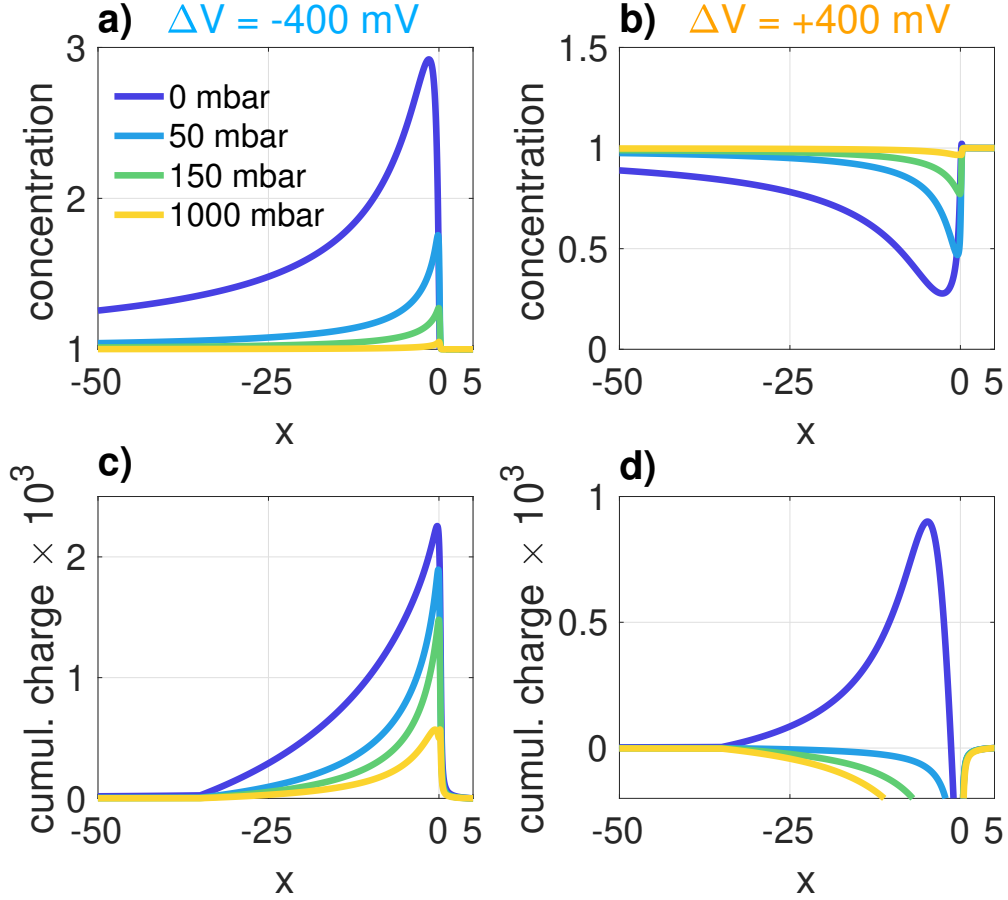 a) ΔV = -400 mV
b) ΔV = +400 mV
concentration
3
2
1
0 mbar
50 mbar
150 mbar
1000 mbar
-50 -25 0 5
x
concentration
1.5
1
0.5
0
-50 -25 0 5
x
c)
cumul. charge × 10³
2
1
0
-50 -25 0 5
x
d)
cumul. charge × 10³
1
0.5
0
-50 -25 0 5
x